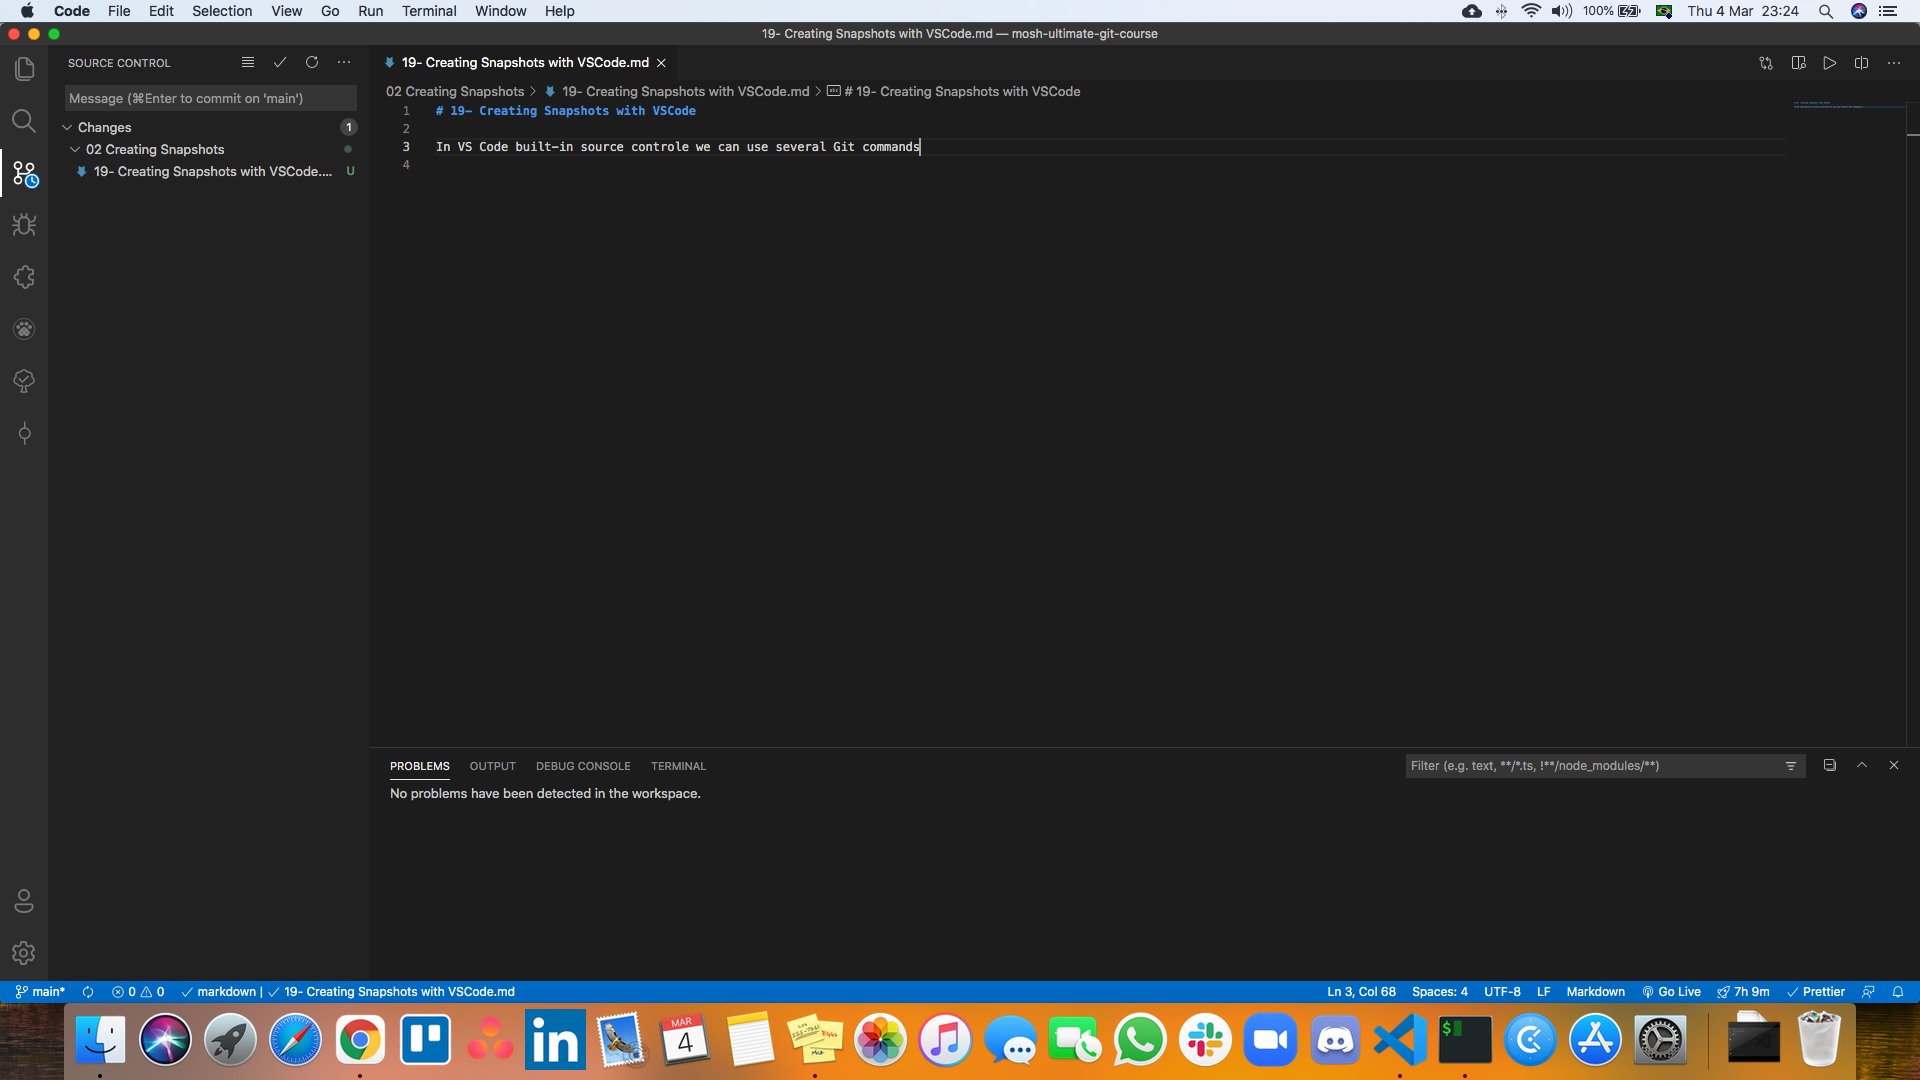 Code File Edit Selection View Go Run Terminal Window Help 100% Thu 4 Mar 23:24
19- Creating Snapshots with VSCode.md — mosh-ultimate-git-course
SOURCE CONTROL
19- Creating Snapshots with VSCode.md
Message (⌘Enter to commit on 'main')
02 Creating Snapshots > 19- Creating Snapshots with VSCode.md > # 19- Creating Snapshots with VSCode
Changes 1
02 Creating Snapshots
19- Creating Snapshots with VSCode.... U
1 # 19- Creating Snapshots with VSCode
2
3 In VS Code built-in source controle we can use several Git commands
4
PROBLEMS OUTPUT DEBUG CONSOLE TERMINAL Filter (e.g. text, **/*.ts, !**/node_modules/**)
No problems have been detected in the workspace.
main* 0 0 markdown | 19- Creating Snapshots with VSCode.md Ln 3, Col 68 Spaces: 4 UTF-8 LF Markdown Go Live 7h 9m Prettier
in
MAR
4
$